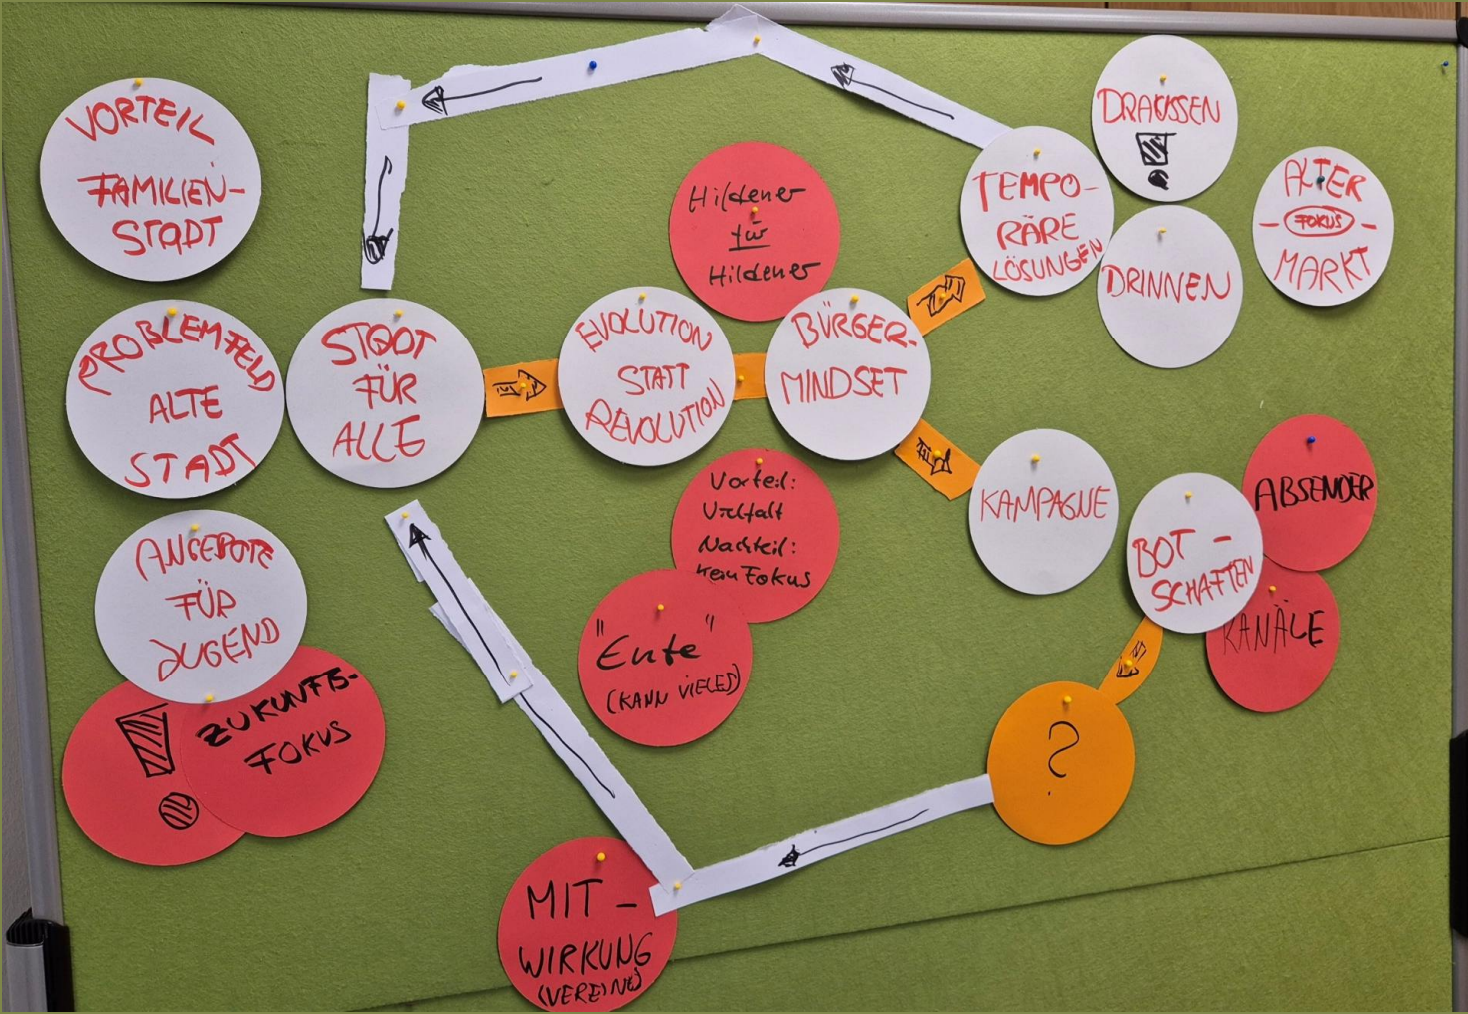 VORTEIL
FAMILIEN-
STADT
PROBLEMFELD
ALTE
STADT
ANGEBOTE
FÜR
JUGEND
!
ZUKUNFTS-
FOKUS
STADT
FÜR
ALLE
EVOLUTION
STATT
REVOLUTION
Hildener
für
Hildener
BÜRGER-
MINDSET
Vorteil:
Vielfalt
Nachteil:
kein Fokus
"Ente"
(KANN VIELES)
MIT-
WIRKUNG
(VEREINE)
TEMPO-
RÄRE
LÖSUNGEN
DRAUSSEN
!
DRINNEN
ALTER
- FOKUS -
MARKT
KAMPAGNE
BOT-
SCHAFTEN
ABSENDER
KANÄLE
?